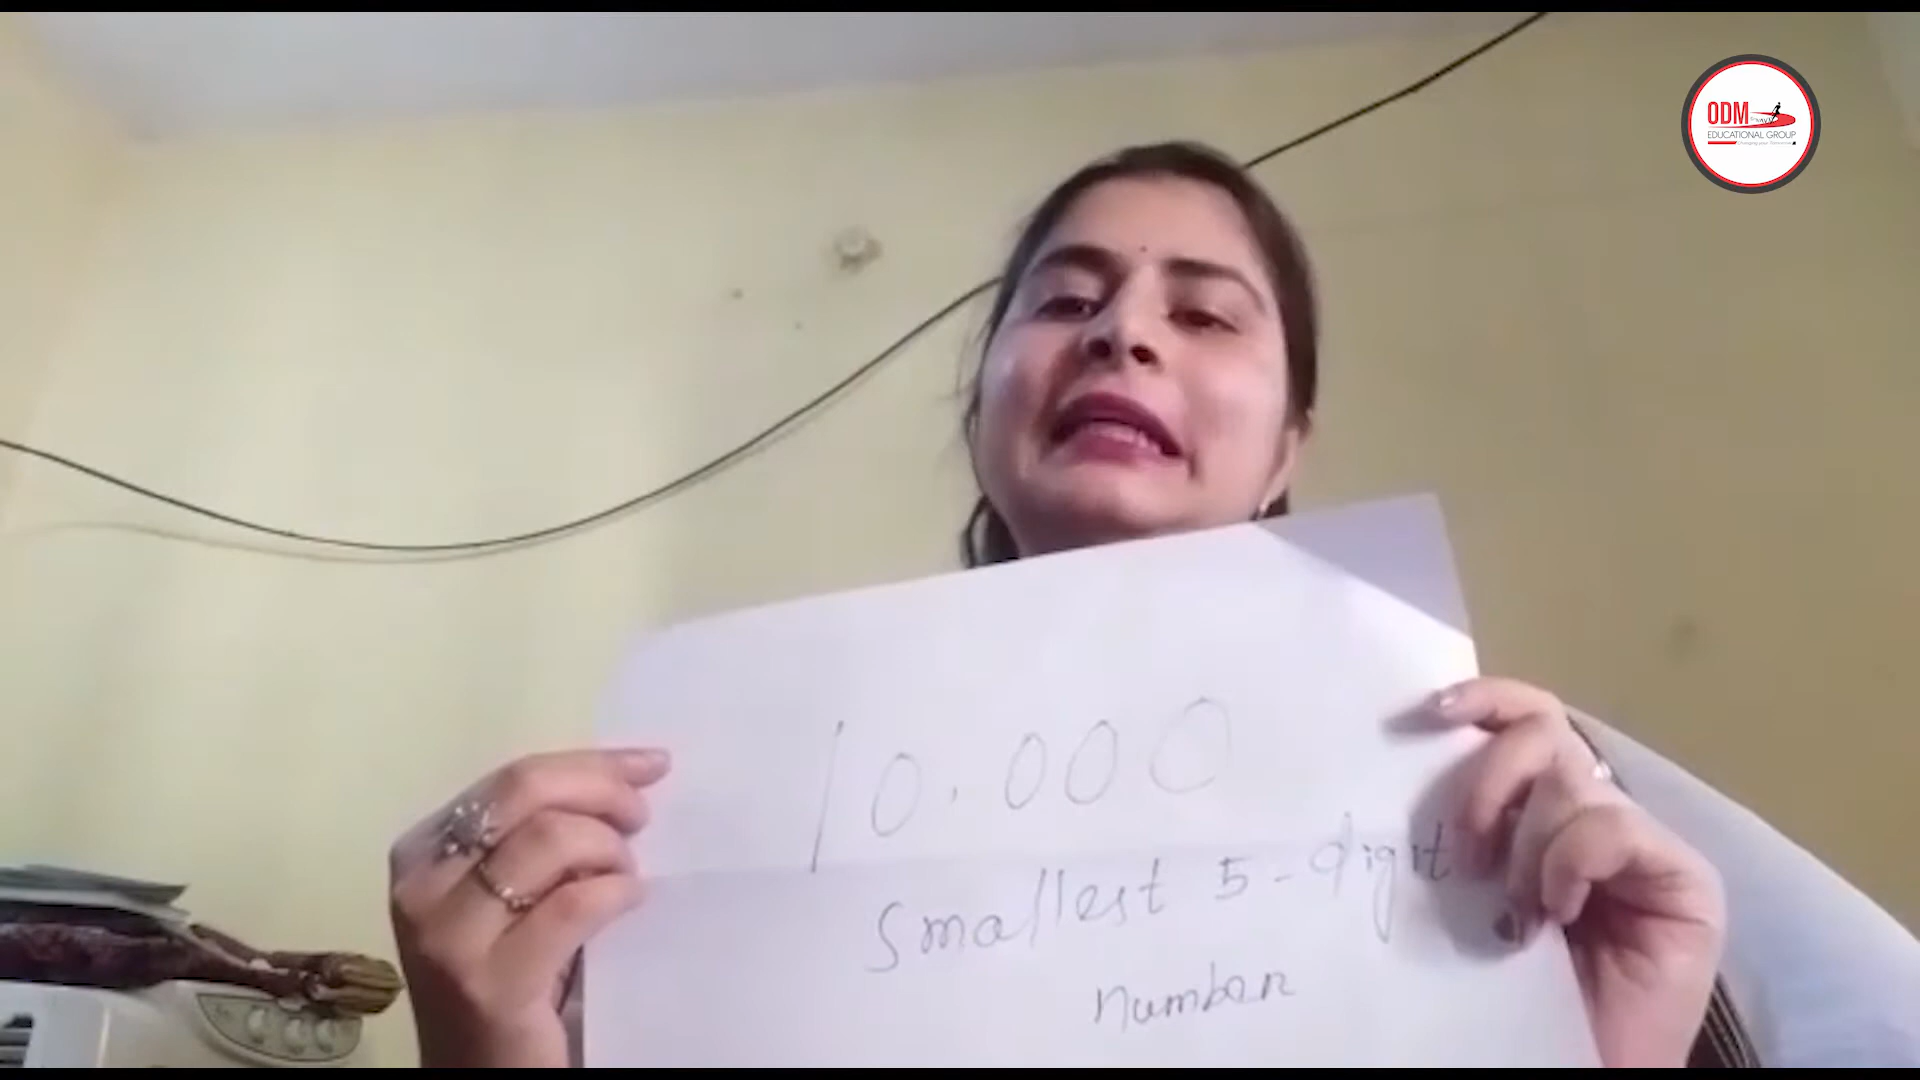 ODM
EDUCATIONAL GROUP
10,000
Smallest 5-digit
number